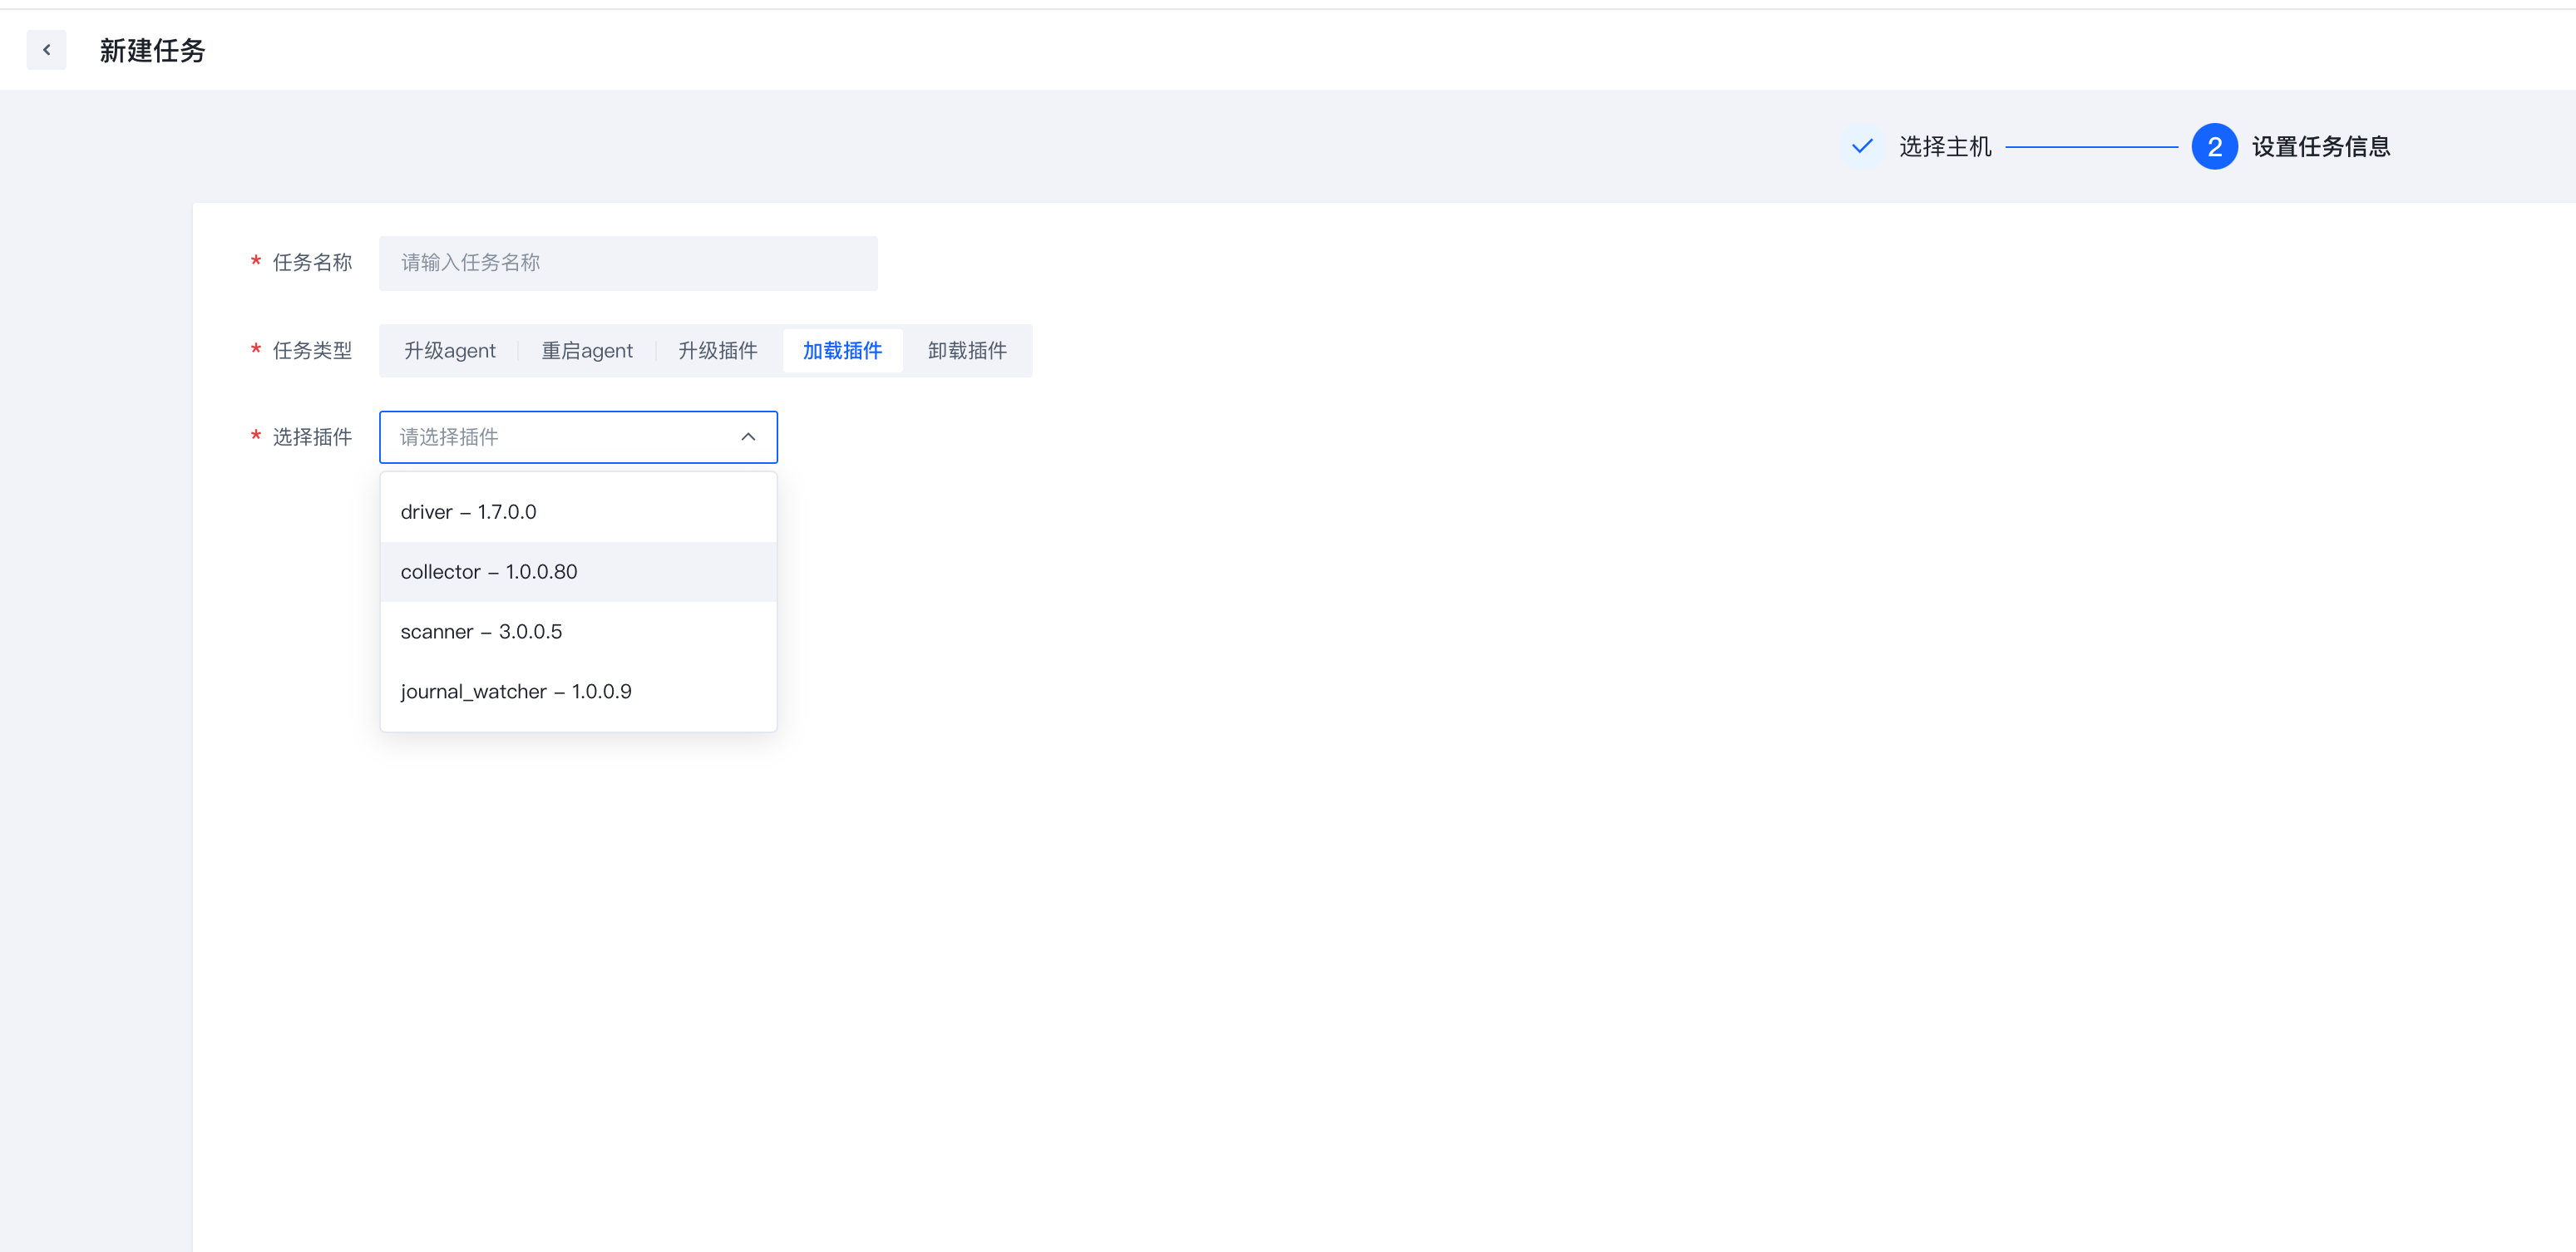 新建任务
选择主机
2 设置任务信息
* 任务名称 请输入任务名称
* 任务类型 升级agent 重启agent 升级插件 加载插件 卸载插件
* 选择插件 请选择插件
driver – 1.7.0.0
collector – 1.0.0.80
scanner – 3.0.0.5
journal_watcher – 1.0.0.9